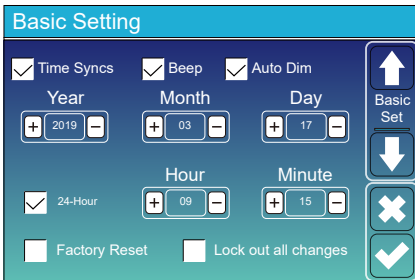 Basic Setting
Time Syncs Beep Auto Dim
Year Month Day
+ 2019 − + 03 − + 17 −
Basic
Set
Hour Minute
24-Hour + 09 − + 15 −
Factory Reset Lock out all changes